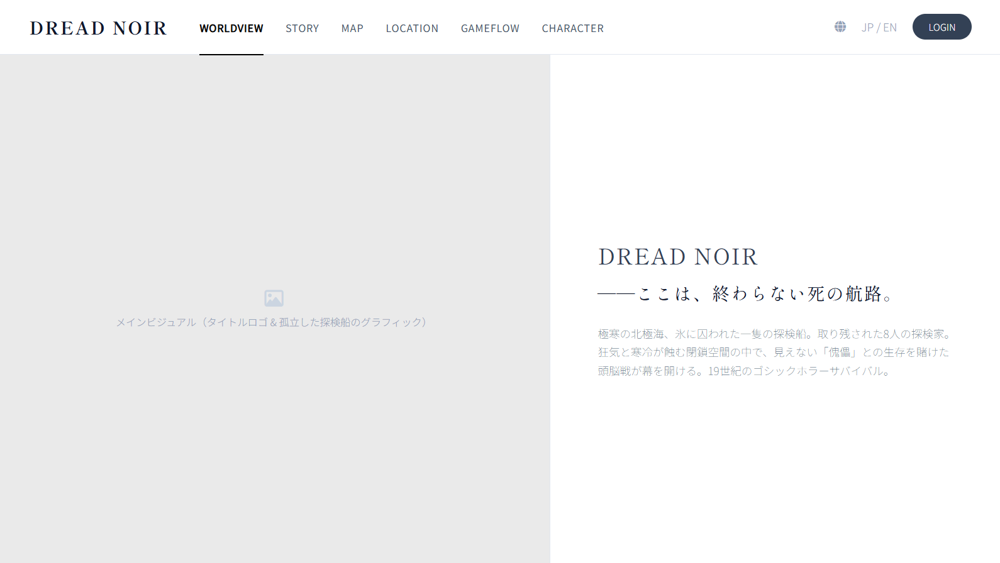 DREAD NOIR
WORLDVIEW
STORY
MAP
LOCATION
GAMEFLOW
CHARACTER
JP / EN
LOGIN
メインビジュアル（タイトルロゴ & 孤立した探検船のグラフィック）
DREAD NOIR
――ここは、終わらない死の航路。
極寒の北極海、氷に囚われた一隻の探検船。取り残された8人の探検家。
狂気と寒冷が蝕む閉鎖空間の中で、見えない「傀儡」との生存を賭けた
頭脳戦が幕を開ける。19世紀のゴシックホラーサバイバル。